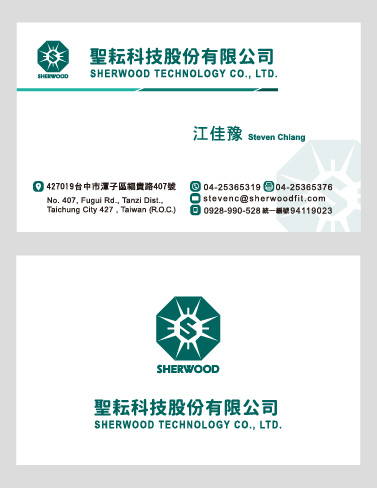 SHERWOOD
聖耘科技股份有限公司
SHERWOOD TECHNOLOGY CO., LTD.
江佳豫 Steven Chiang
427019台中市潭子區福貴路407號
No. 407, Fugui Rd., Tanzi Dist.,
Taichung City 427 , Taiwan (R.O.C.)
04-25365319 04-25365376
stevenc@sherwoodfit.com
0928-990-528 統一編號94119023
SHERWOOD
聖耘科技股份有限公司
SHERWOOD TECHNOLOGY CO., LTD.